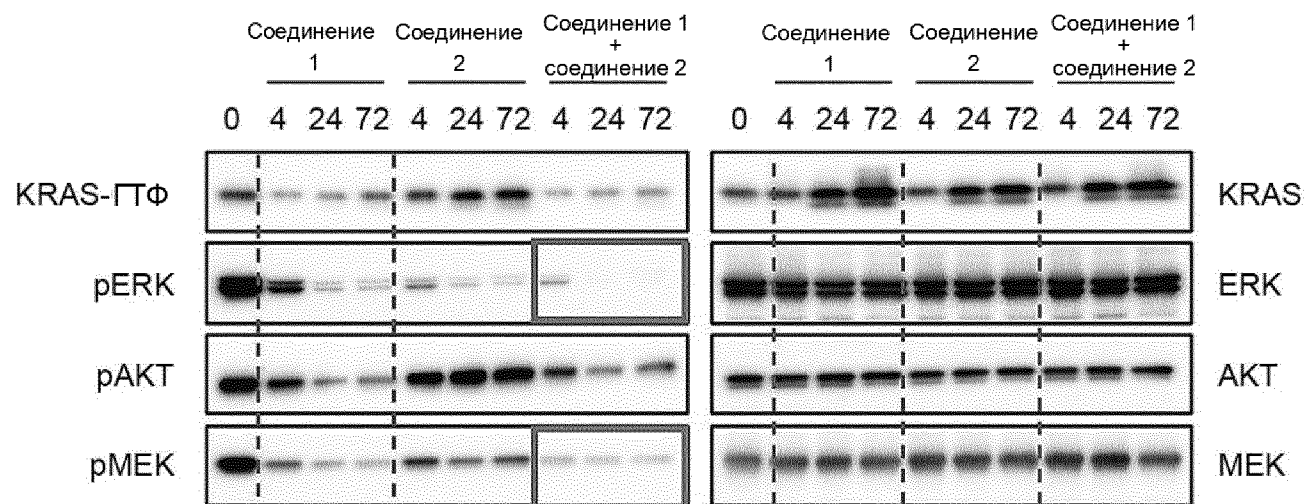 Соединение 1
Соединение 2
Соединение 1 + соединение 2
Соединение 1
Соединение 2
Соединение 1 + соединение 2
0 4 24 72 4 24 72 4 24 72
0 4 24 72 4 24 72 4 24 72
KRAS-ГТФ
KRAS
pERK
ERK
pAKT
AKT
pMEK
MEK